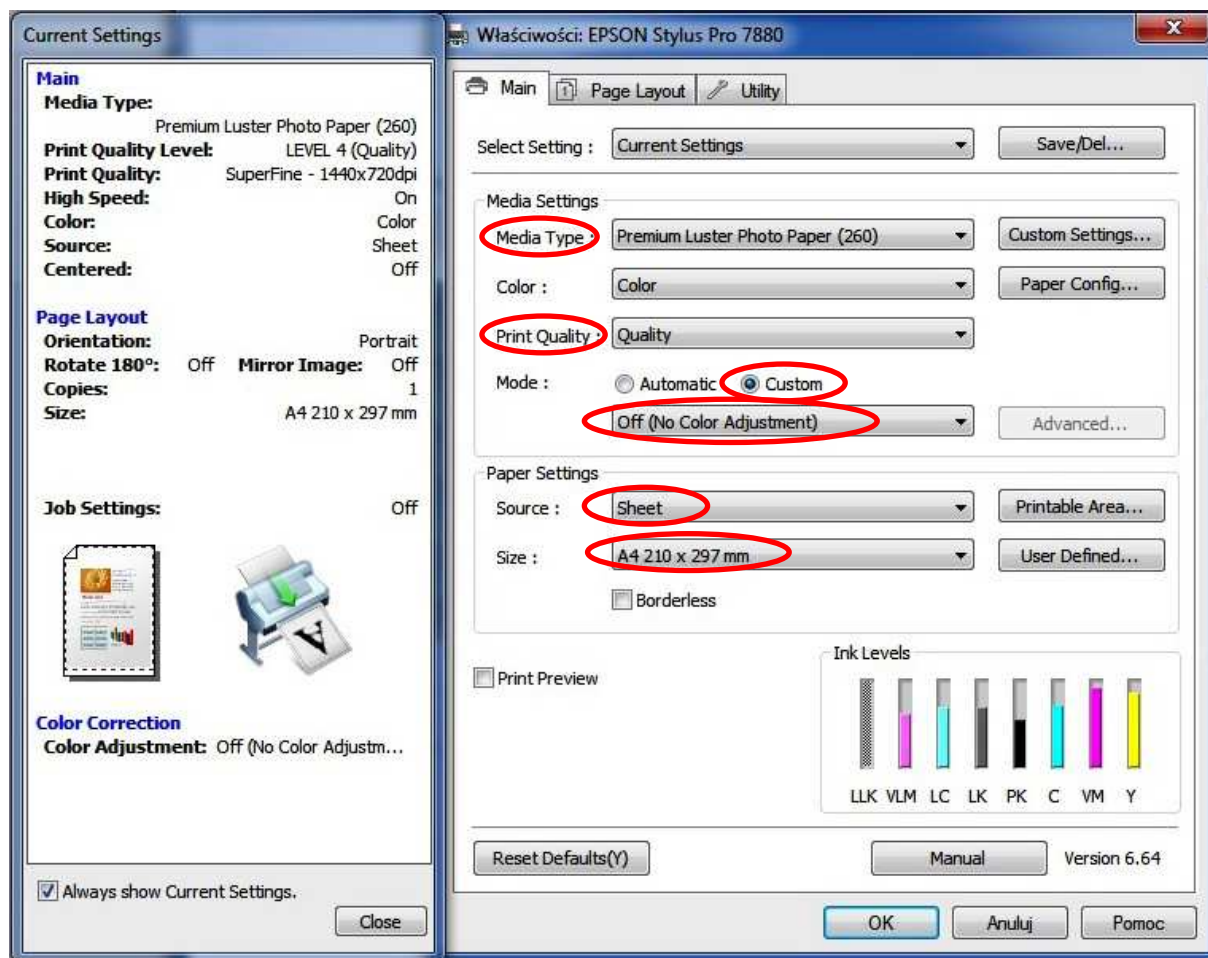 Current Settings
Main
Media Type:
Premium Luster Photo Paper (260)
Print Quality Level: LEVEL 4 (Quality)
Print Quality: SuperFine - 1440x720dpi
High Speed: On
Color: Color
Source: Sheet
Centered: Off
Page Layout
Orientation: Portrait
Rotate 180°: Off Mirror Image: Off
Copies: 1
Size: A4 210 x 297 mm
Job Settings: Off
A
Color Correction
Color Adjustment: Off (No Color Adjustm...
Always show Current Settings.
Close
Właściwości: EPSON Stylus Pro 7880
Main Page Layout Utility
Select Setting : Current Settings Save/Del...
Media Settings
Media Type : Premium Luster Photo Paper (260) Custom Settings...
Color : Color Paper Config...
Print Quality : Quality
Mode : Automatic Custom
Off (No Color Adjustment) Advanced...
Paper Settings
Source : Sheet Printable Area...
Size : A4 210 x 297 mm User Defined...
Borderless
Print Preview
Ink Levels
LLK VLM LC LK PK C VM Y
Reset Defaults(Y) Manual Version 6.64
OK Anuluj Pomoc